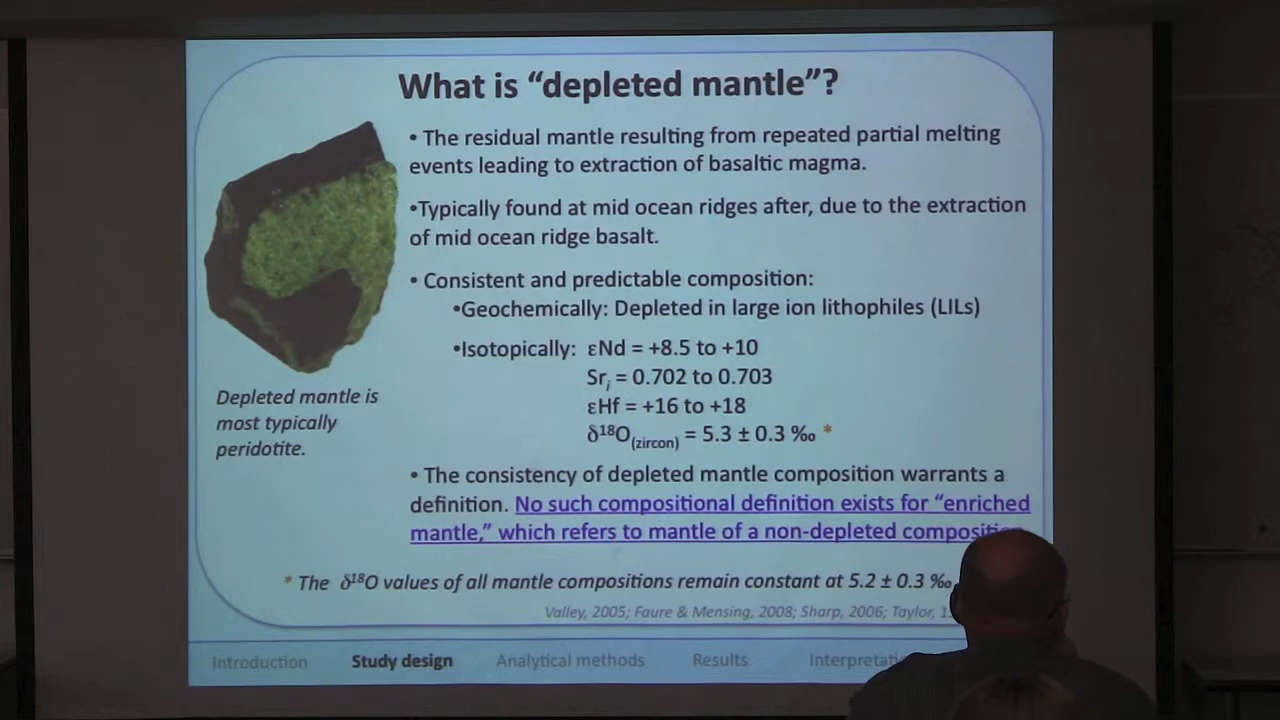 What is “depleted mantle”?
• The residual mantle resulting from repeated partial melting
events leading to extraction of basaltic magma.
•Typically found at mid ocean ridges after, due to the extraction
of mid ocean ridge basalt.
• Consistent and predictable composition:
•Geochemically: Depleted in large ion lithophiles (LILs)
•Isotopically: εNd = +8.5 to +10
Srᵢ = 0.702 to 0.703
εHf = +16 to +18
δ¹⁸O(zircon) = 5.3 ± 0.3 ‰ *
Depleted mantle is
most typically
peridotite.
• The consistency of depleted mantle composition warrants a
definition. No such compositional definition exists for “enriched
mantle,” which refers to mantle of a non-depleted
* The δ¹⁸O values of all mantle compositions remain constant at 5.2 ± 0.3 ‰
Valley, 2005; Faure & Mensing, 2008; Sharp, 2006; Taylor,
Introduction Study design Analytical methods Results